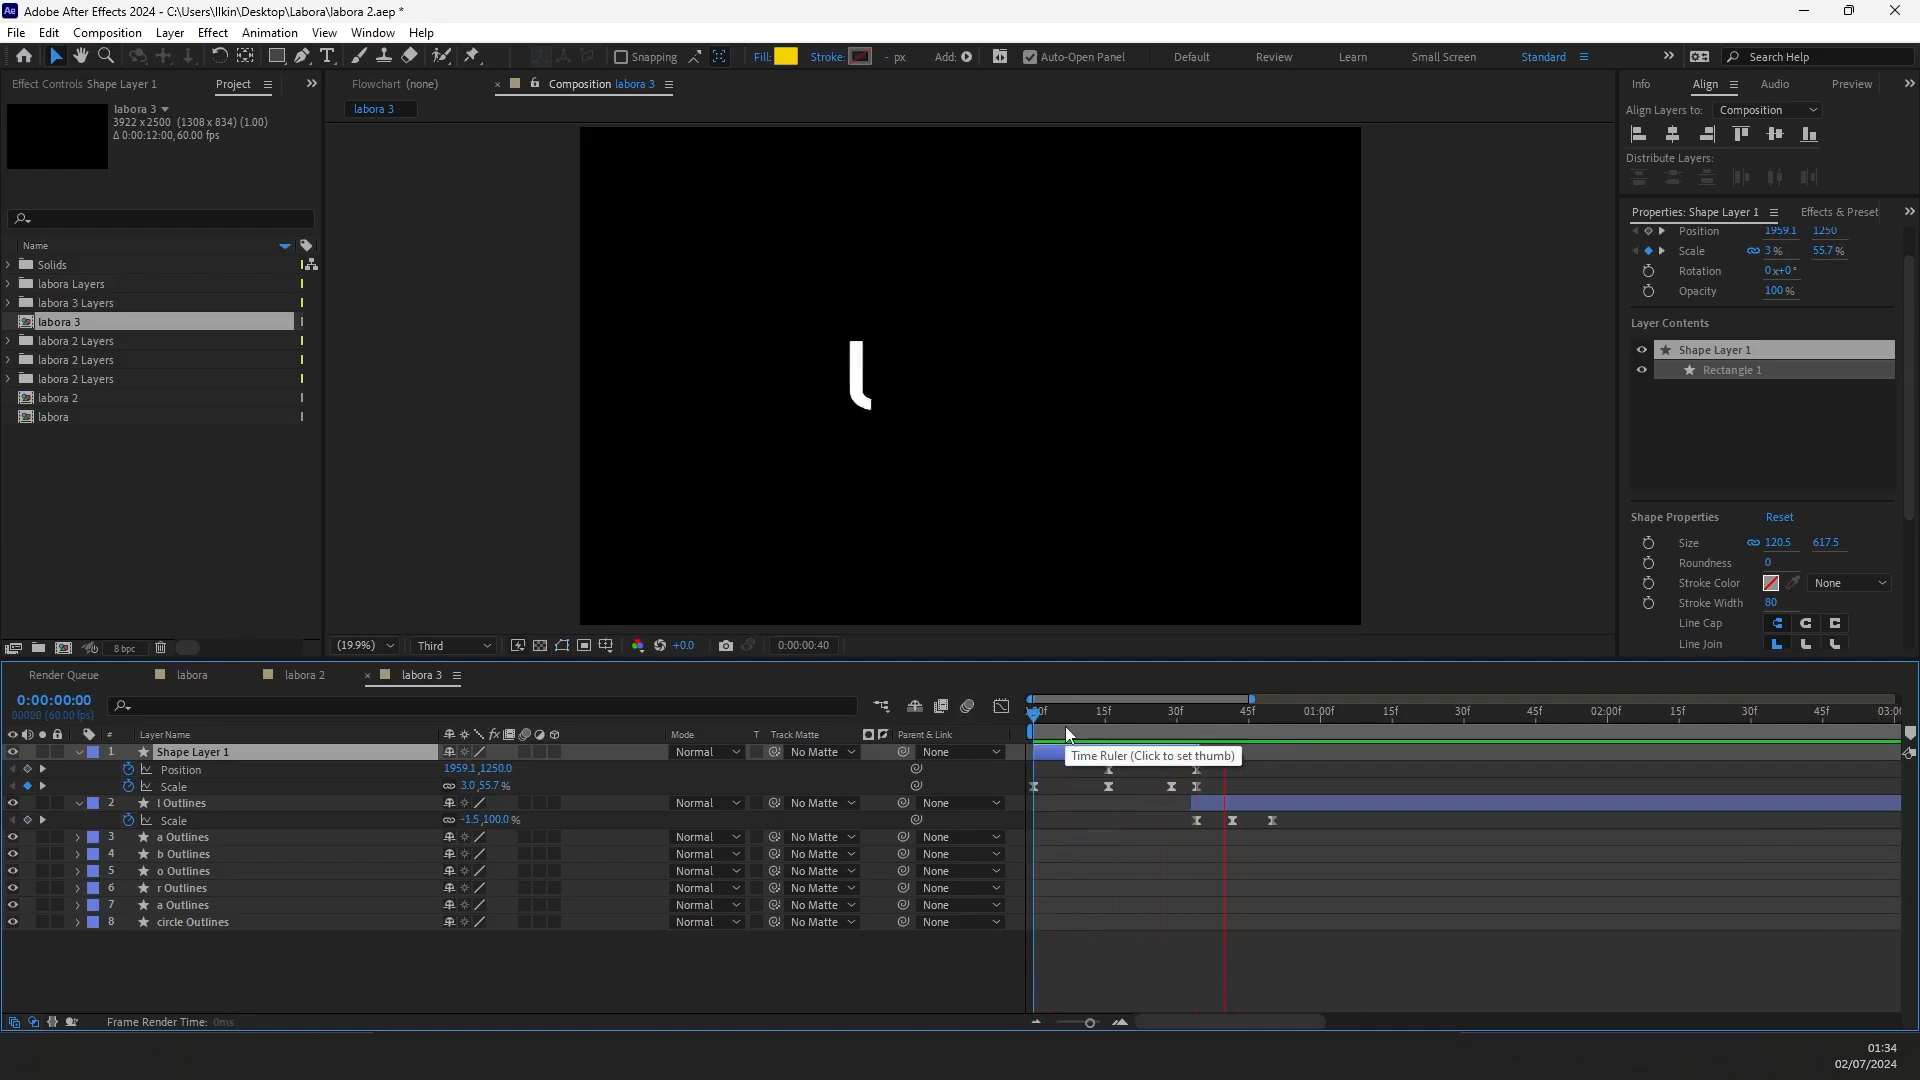 Adobe After Effects 2024 - C:\Users\Ilkin\Desktop\Labora\labora 2.aep *
File Edit Composition Layer Effect Animation View Window Help
Snapping Fill: Stroke: - px Add: Auto-Open Panel Default Review Learn Small Screen Standard Search Help
Effect Controls Shape Layer 1 Project
Flowchart (none) Composition labora 3
Info Align Audio Preview
labora 3
3922 x 2500 (1308 x 834) (1.00)
Δ 0:00:12:00, 60.00 fps
labora 3
Align Layers to: Composition
Distribute Layers:
Properties: Shape Layer 1 Effects & Preset
Name
Solids
labora Layers
labora 3 Layers
labora 3
labora 2 Layers
labora 2 Layers
labora 2 Layers
labora 2
labora
Position 1959.1 1250
Scale 3 % 55.7 %
Rotation 0x+0°
Opacity 100 %
Layer Contents
Shape Layer 1
Rectangle 1
Shape Properties Reset
Size 120.5 617.5
Roundness 0
Stroke Color None
Stroke Width 80
Line Cap
Line Join
l
8 bpc
(19.9%) Third +0.0 0:00:00:40
Render Queue labora labora 2 labora 3
0:00:00:00
00000 (60.00 fps)
:00f 15f 30f 45f 01:00f 15f 30f 45f 02:00f 15f 30f 45f 03:00
# Layer Name fx Mode T Track Matte Parent & Link
1 Shape Layer 1 Normal No Matte None
Time Ruler (Click to set thumb)
Position 1959.1,1250.0
Scale 3.0,55.7 %
2 l Outlines Normal No Matte None
Scale -1.5,100.0 %
3 a Outlines Normal No Matte None
4 b Outlines Normal No Matte None
5 o Outlines Normal No Matte None
6 r Outlines Normal No Matte None
7 a Outlines Normal No Matte None
8 circle Outlines Normal No Matte None
Frame Render Time: 0ms
01:34
02/07/2024